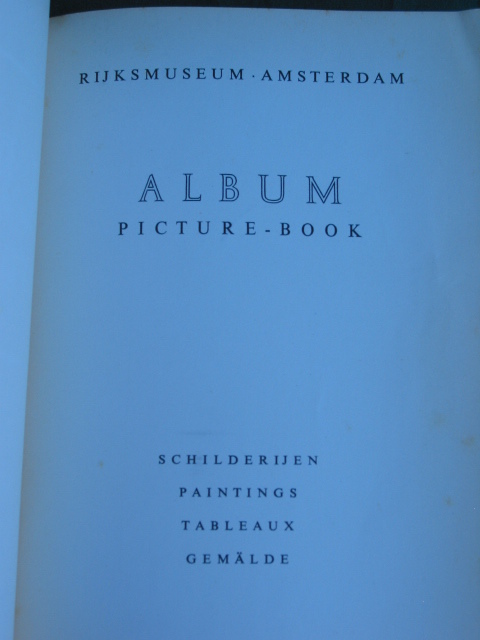 RIJKSMUSEUM · AMSTERDAM
ALBUM
PICTURE-BOOK
SCHILDERIJEN
PAINTINGS
TABLEAUX
GEMÄLDE